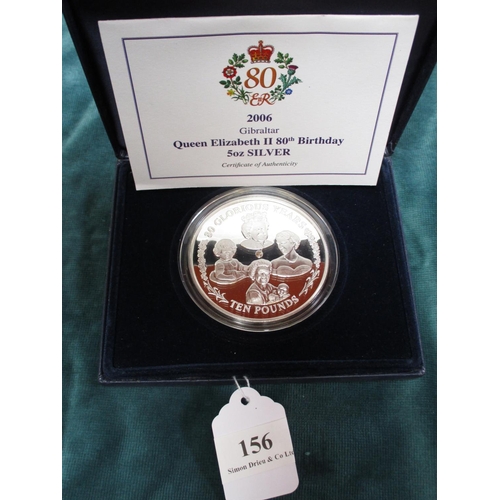 80
EIIR
2006
Gibraltar
Queen Elizabeth II 80th Birthday
5oz SILVER
Certificate of Authenticity
80 GLORIOUS YEARS
TEN POUNDS
156
Simon Drieu & Co Ltd